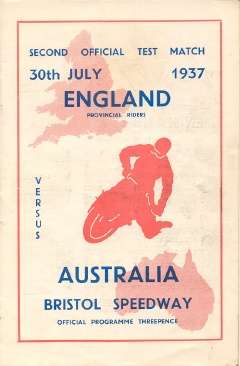 SECOND OFFICIAL TEST MATCH
30th JULY 1937
ENGLAND
PROVINCIAL RIDERS
VERSUS
AUSTRALIA
BRISTOL SPEEDWAY
OFFICIAL PROGRAMME THREEPENCE